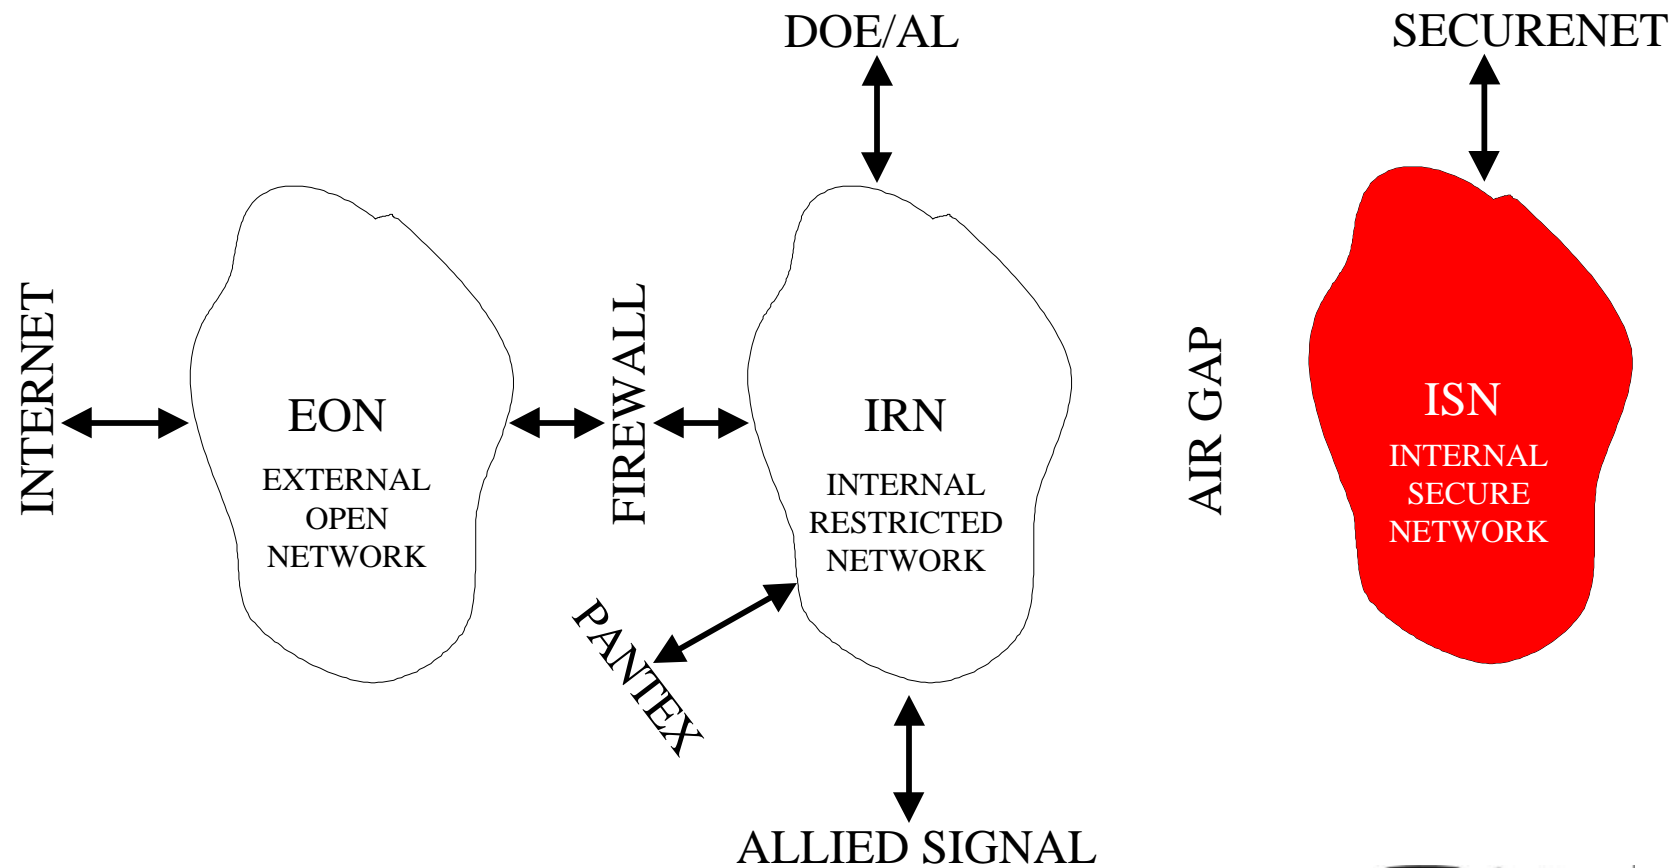 DOE/AL
SECURENET
INTERNET
EON
EXTERNAL
OPEN
NETWORK
FIREWALL
IRN
INTERNAL
RESTRICTED
NETWORK
AIR GAP
ISN
INTERNAL
SECURE
NETWORK
PANTEX
ALLIED SIGNAL